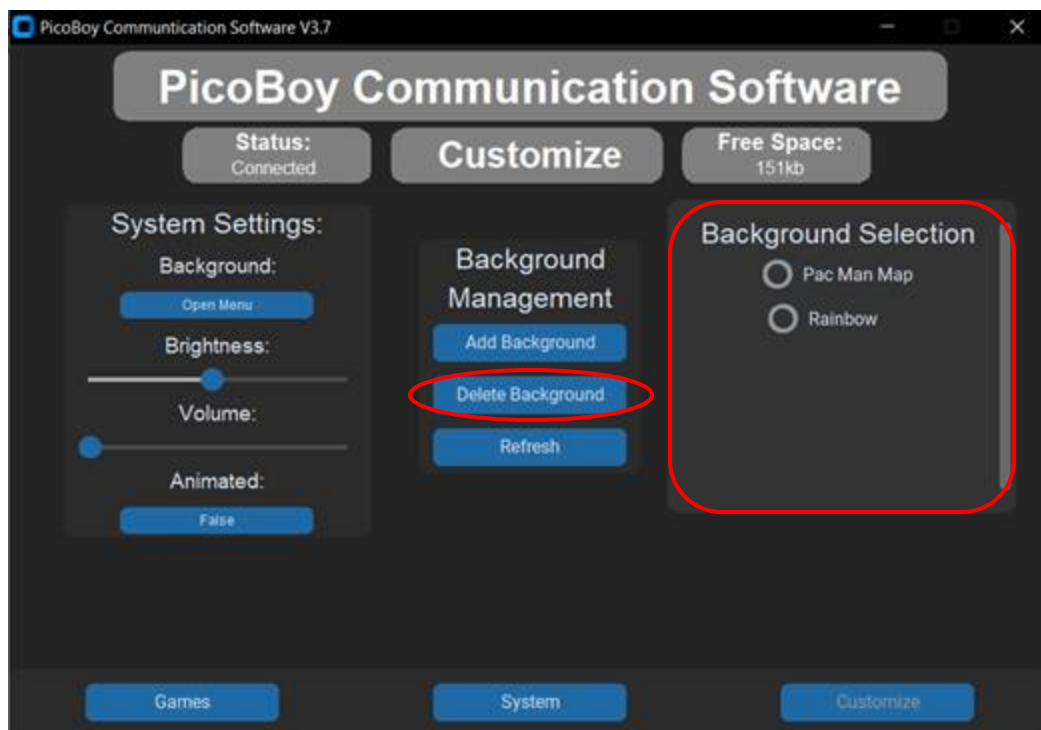 PicoBoy Communtication Software V3.7
PicoBoy Communication Software
Status:
Connected
Customize
Free Space:
151kb
System Settings:
Background:
Open Menu
Brightness:
Volume:
Animated:
False
Background
Management
Add Background
Delete Background
Refresh
Background Selection
Pac Man Map
Rainbow
Games
System
Customize